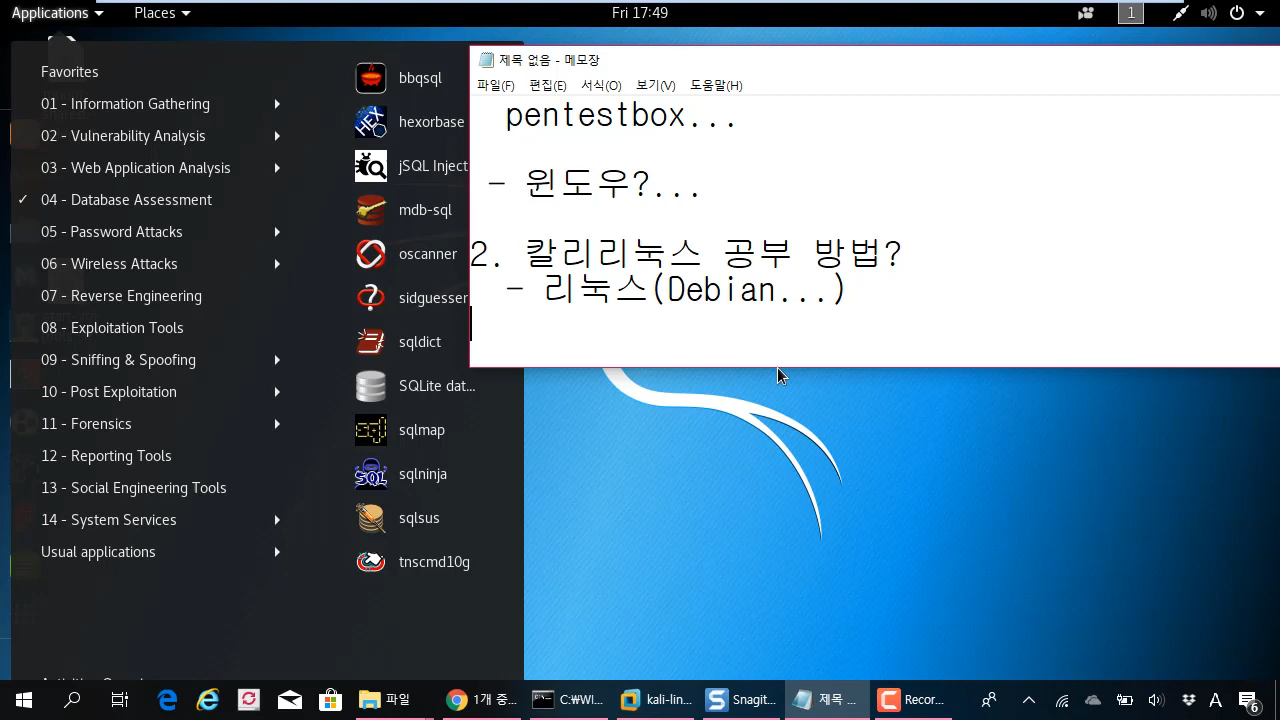 Applications
Places
Fri 17:49
1
Favorites
01 - Information Gathering
02 - Vulnerability Analysis
03 - Web Application Analysis
04 - Database Assessment
05 - Password Attacks
06 - Wireless Attacks
07 - Reverse Engineering
08 - Exploitation Tools
09 - Sniffing & Spoofing
10 - Post Exploitation
11 - Forensics
12 - Reporting Tools
13 - Social Engineering Tools
14 - System Services
Usual applications
bbqsql
hexorbase
jSQL Inject
mdb-sql
oscanner
sidguesser
sqldict
SQLite dat...
sqlmap
sqlninja
sqlsus
tnscmd10g
HEX
sql
SQL
제목 없음 - 메모장
파일(F) 편집(E) 서식(O) 보기(V) 도움말(H)
pentestbox...
- 윈도우?...
2. 칼리리눅스 공부 방법?
- 리눅스(Debian...)
파일
1개 중...
C:₩WI...
kali-lin...
Snagit...
제목 ...
Recor...
A
6